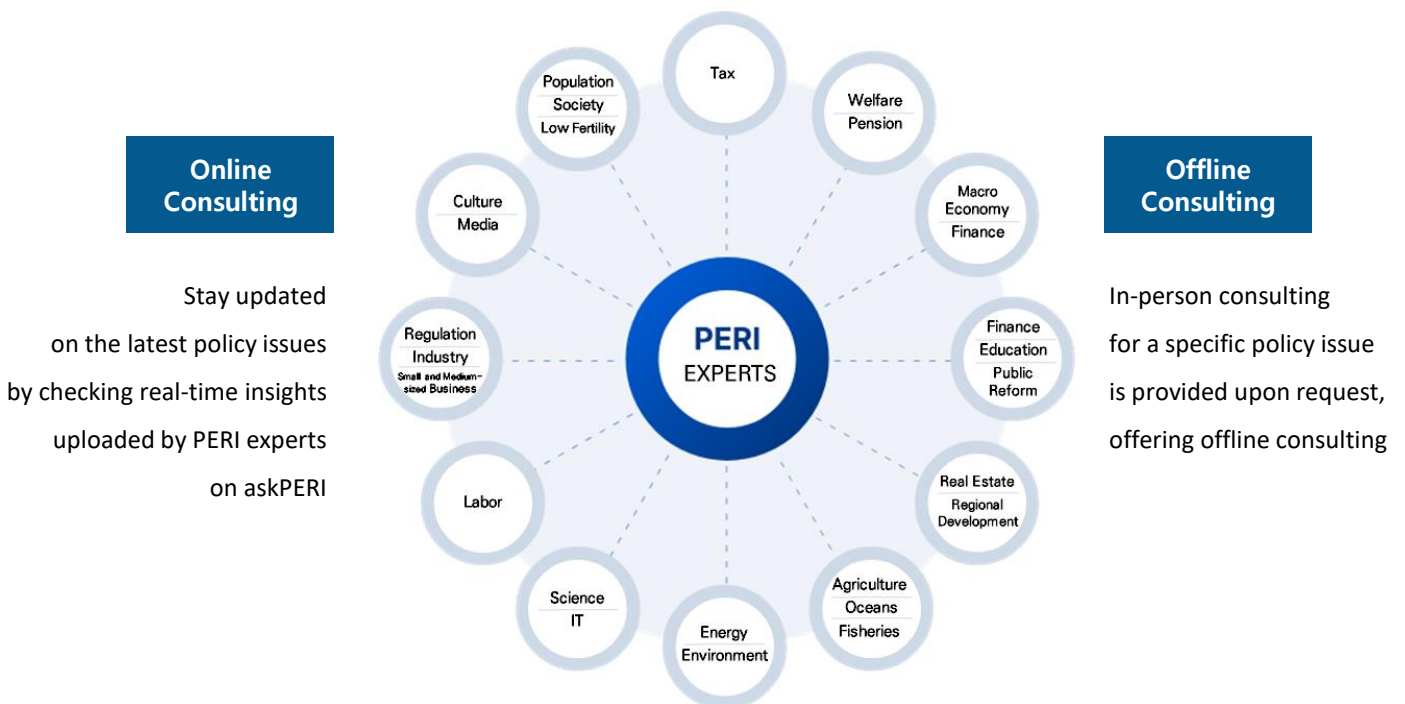 Online
Consulting
Stay updated
on the latest policy issues
by checking real-time insights
uploaded by PERI experts
on askPERI
Tax
Welfare
Pension
Macro
Economy
Finance
Finance
Education
Public
Reform
Real Estate
Regional
Development
Agriculture
Oceans
Fisheries
Energy
Environment
Science
IT
Labor
Regulation
Industry
Small and Medium-
sized Business
Culture
Media
Population
Society
Low Fertility
PERI
EXPERTS
Offline
Consulting
In-person consulting
for a specific policy issue
is provided upon request,
offering offline consulting